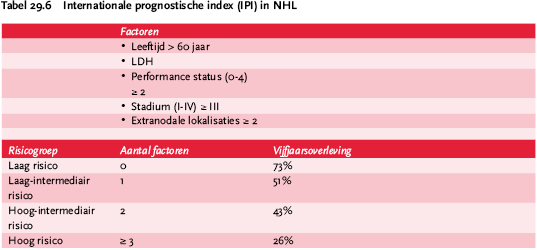 Tabel 29.6 Internationale prognostische index (IPI) in NHL
Factoren
• Leeftijd > 60 jaar
• LDH
• Performance status (0-4)
≥ 2
• Stadium (I-IV) ≥ III
• Extranodale lokalisaties ≥ 2
Risicogroep Aantal factoren Vijfjaarsoverleving
Laag risico 0 73%
Laag-intermediair 1 51%
risico
Hoog-intermediair 2 43%
risico
Hoog risico ≥ 3 26%